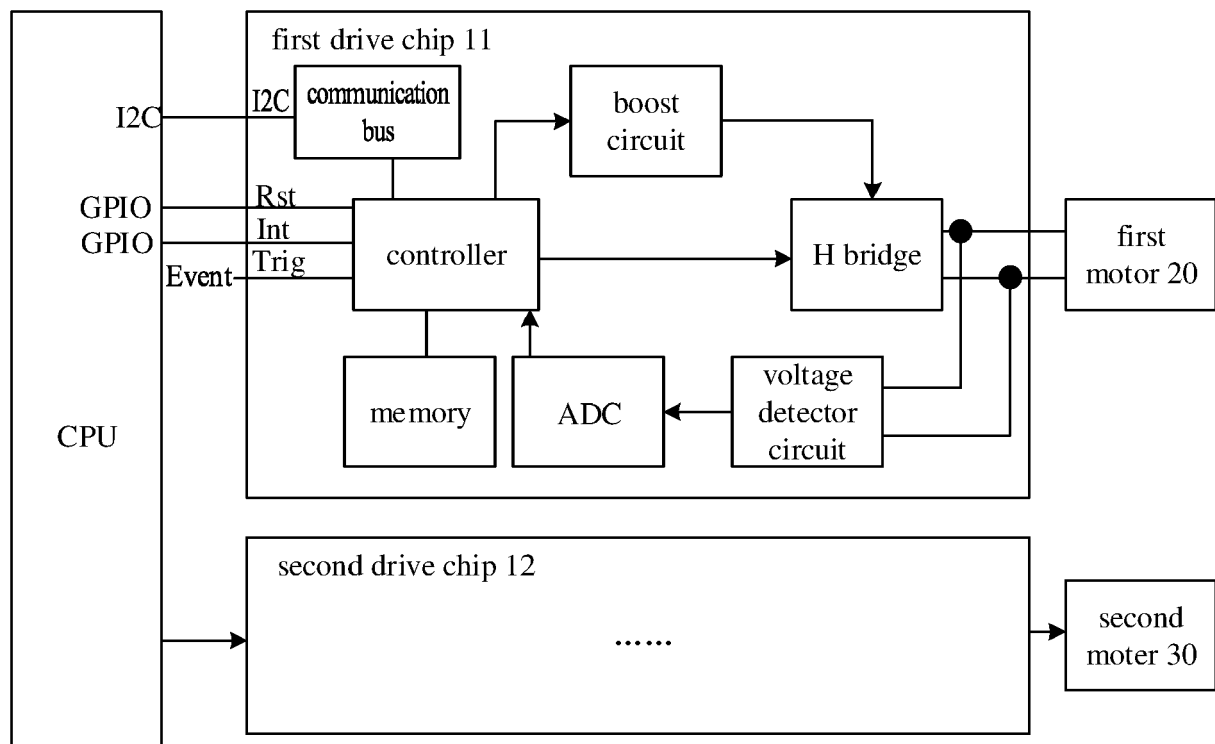 first drive chip 11
I2C
I2C
communication
bus
boost
circuit
GPIO
Rst
GPIO
Int
Event
Trig
controller
H bridge
first
motor 20
memory
ADC
voltage
detector
circuit
CPU
second drive chip 12
......
second
moter 30